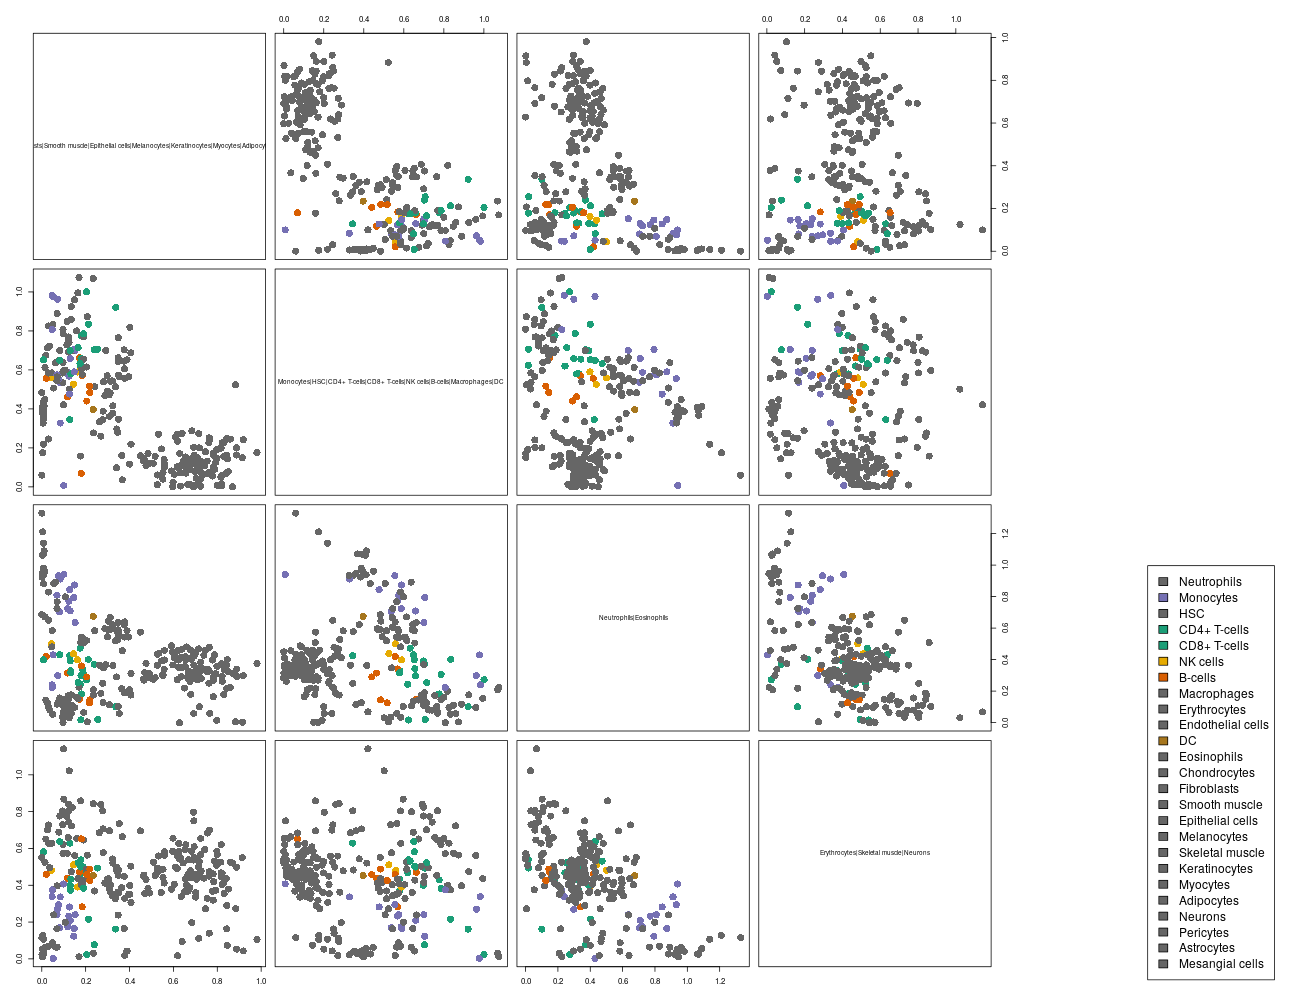 0.0 0.2 0.4 0.6 0.8 1.0
0.0 0.2 0.4 0.6 0.8 1.0
sts|Smooth muscle|Epithelial cells|Melanocytes|Keratinocytes|Myocytes|Adipocy
0.0 0.2 0.4 0.6 0.8 1.0
0.0 0.2 0.4 0.6 0.8 1.0
Monocytes|HSC|CD4+ T-cells|CD8+ T-cells|NK cells|B-cells|Macrophages|DC
Neutrophils|Eosinophils
0.0 0.2 0.4 0.6 0.8 1.0 1.2
0.0 0.2 0.4 0.6 0.8 1.0
Erythrocytes|Skeletal muscle|Neurons
0.0 0.2 0.4 0.6 0.8 1.0
0.0 0.2 0.4 0.6 0.8 1.0 1.2
Neutrophils
Monocytes
HSC
CD4+ T-cells
CD8+ T-cells
NK cells
B-cells
Macrophages
Erythrocytes
Endothelial cells
DC
Eosinophils
Chondrocytes
Fibroblasts
Smooth muscle
Epithelial cells
Melanocytes
Skeletal muscle
Keratinocytes
Myocytes
Adipocytes
Neurons
Pericytes
Astrocytes
Mesangial cells